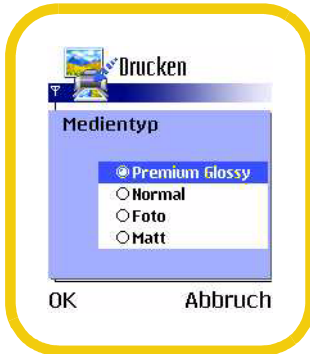 Drucken
Medientyp
Premium Glossy
Normal
Foto
Matt
OK Abbruch